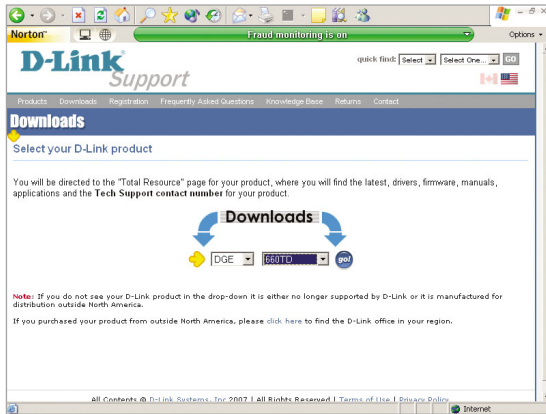 Norton™
Fraud monitoring is on
Options
D-Link
Support
quick find: Select Select One... GO
Products Downloads Registration Frequently Asked Questions Knowledge Base Returns Contact
Downloads
Select your D-Link product
You will be directed to the "Total Resource" page for your product, where you will find the latest, drivers, firmware, manuals,
applications and the Tech Support contact number for your product.
Downloads
DGE 660TD go!
Note: If you do not see your D-Link product in the drop-down it is either no longer supported by D-Link or it is manufactured for
distribution outside North America.
If you purchased your product from outside North America, please click here to find the D-Link office in your region.
All Contents © D-Link Systems, Inc 2007 | All Rights Reserved | Terms of Use | Privacy Policy
Internet